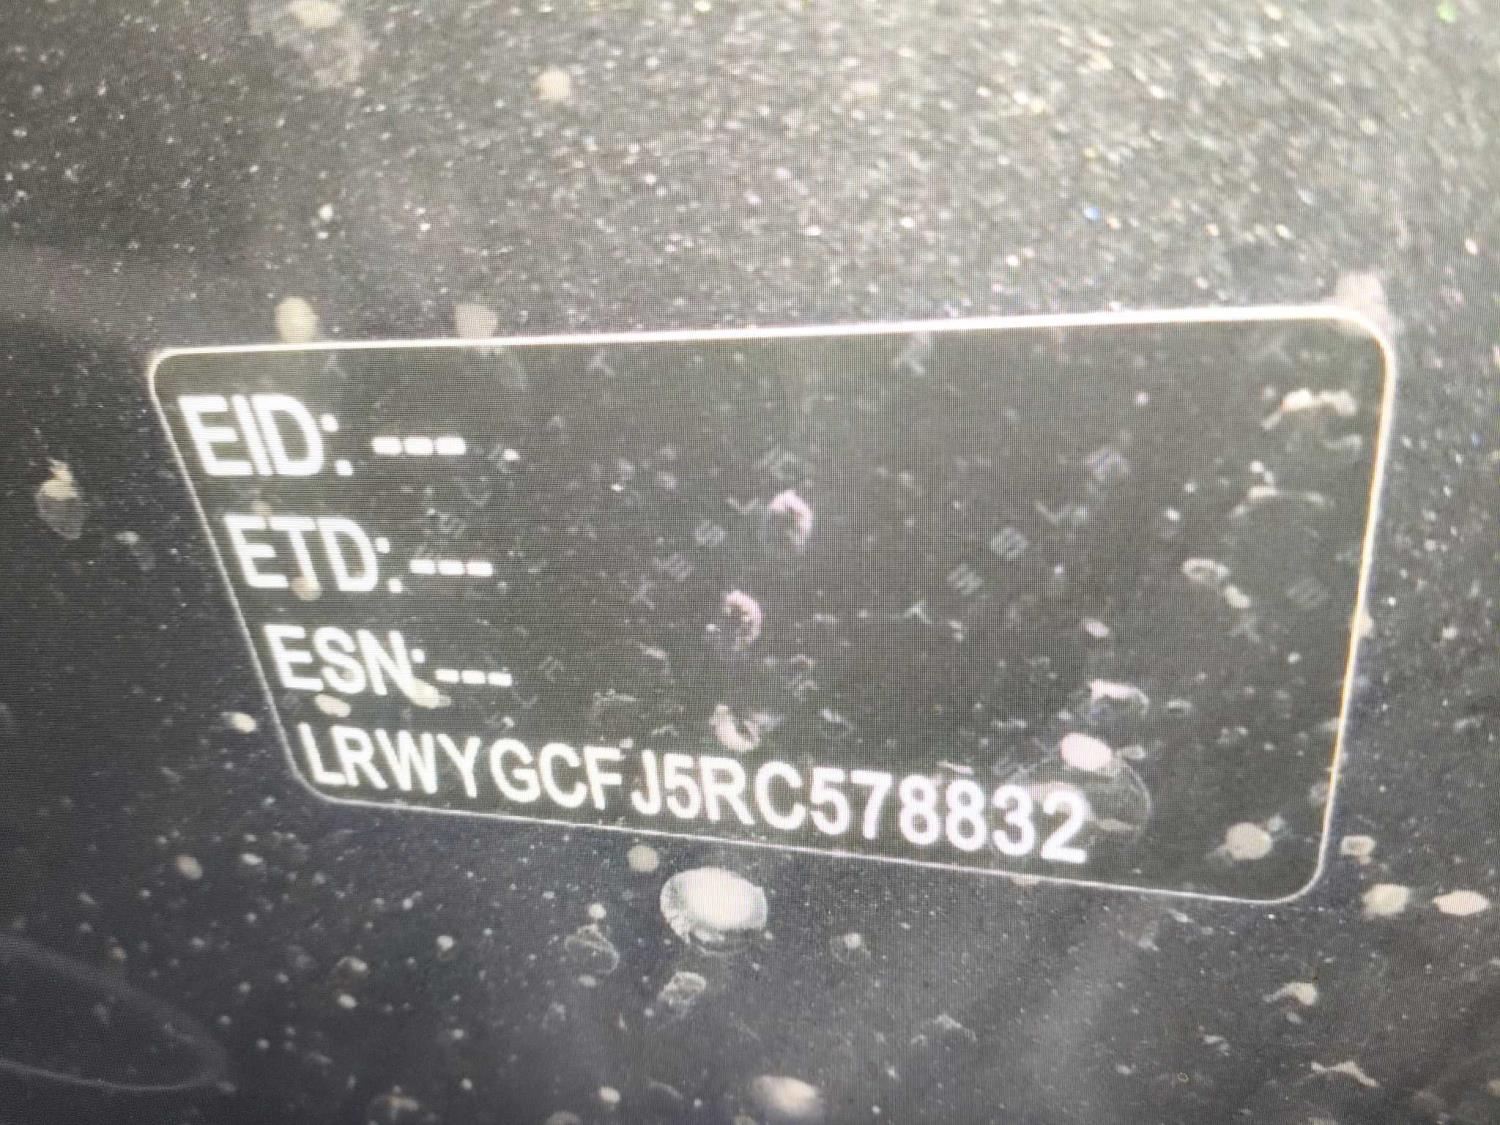 EID: ---
ETD: ---
ESN: ---
LRWYGCFJ5RC578832